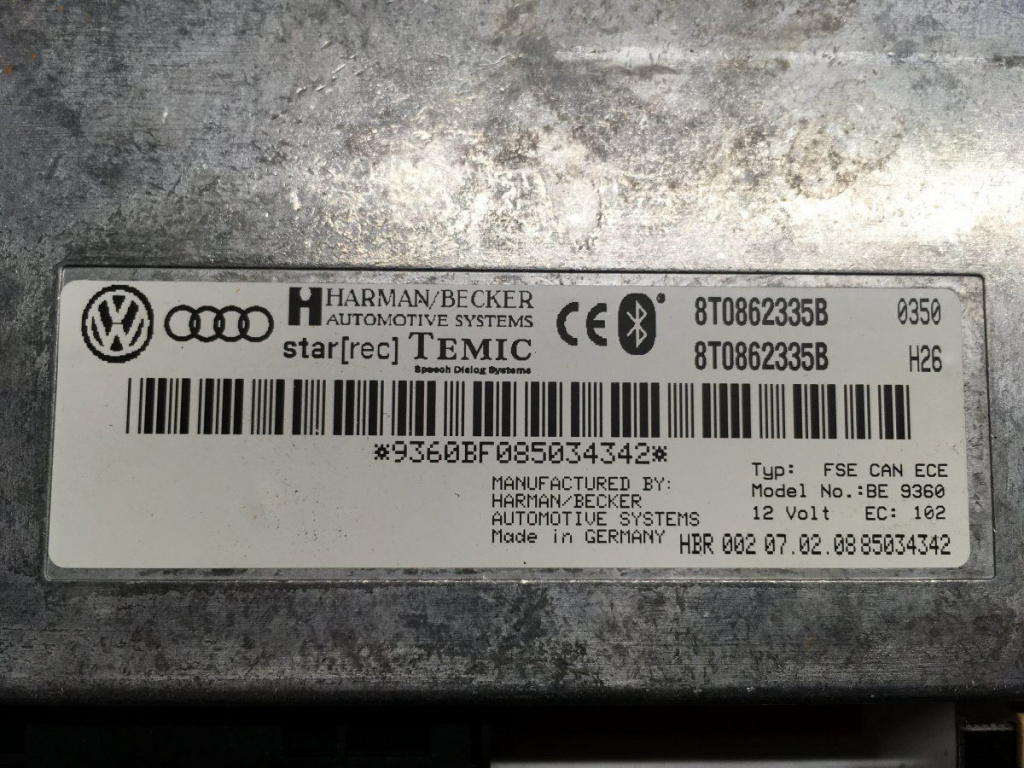 HARMAN/BECKER
AUTOMOTIVE SYSTEMS
star[rec] TEMIC
Speech Dialog Systems
CE
8T0862335B 0350
8T0862335B H26
*9360BF085034342*
MANUFACTURED BY:
HARMAN/BECKER
AUTOMOTIVE SYSTEMS
Made in GERMANY
Typ: FSE CAN ECE
Model No.:BE 9360
12 Volt EC: 102
HBR 002 07.02.08 85034342